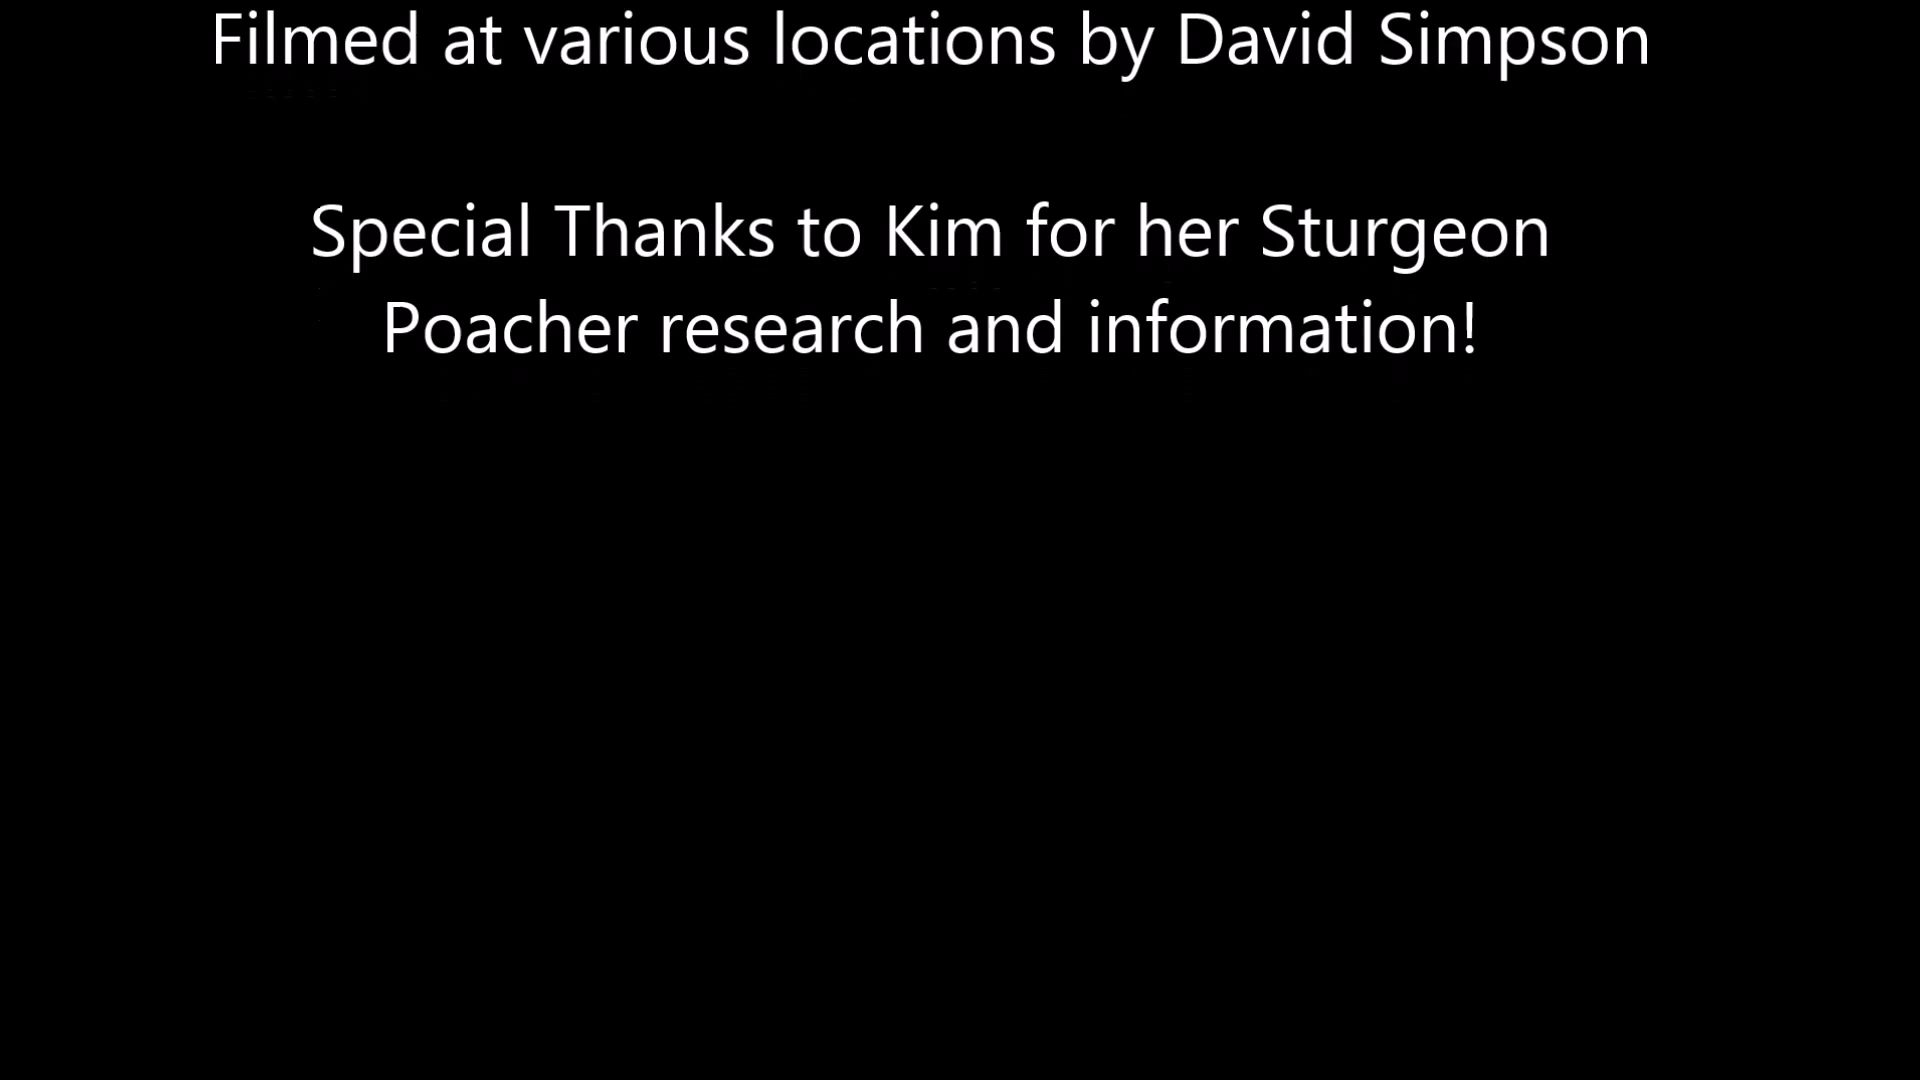 Filmed at various locations by David Simpson
Special Thanks to Kim for her Sturgeon
Poacher research and information!